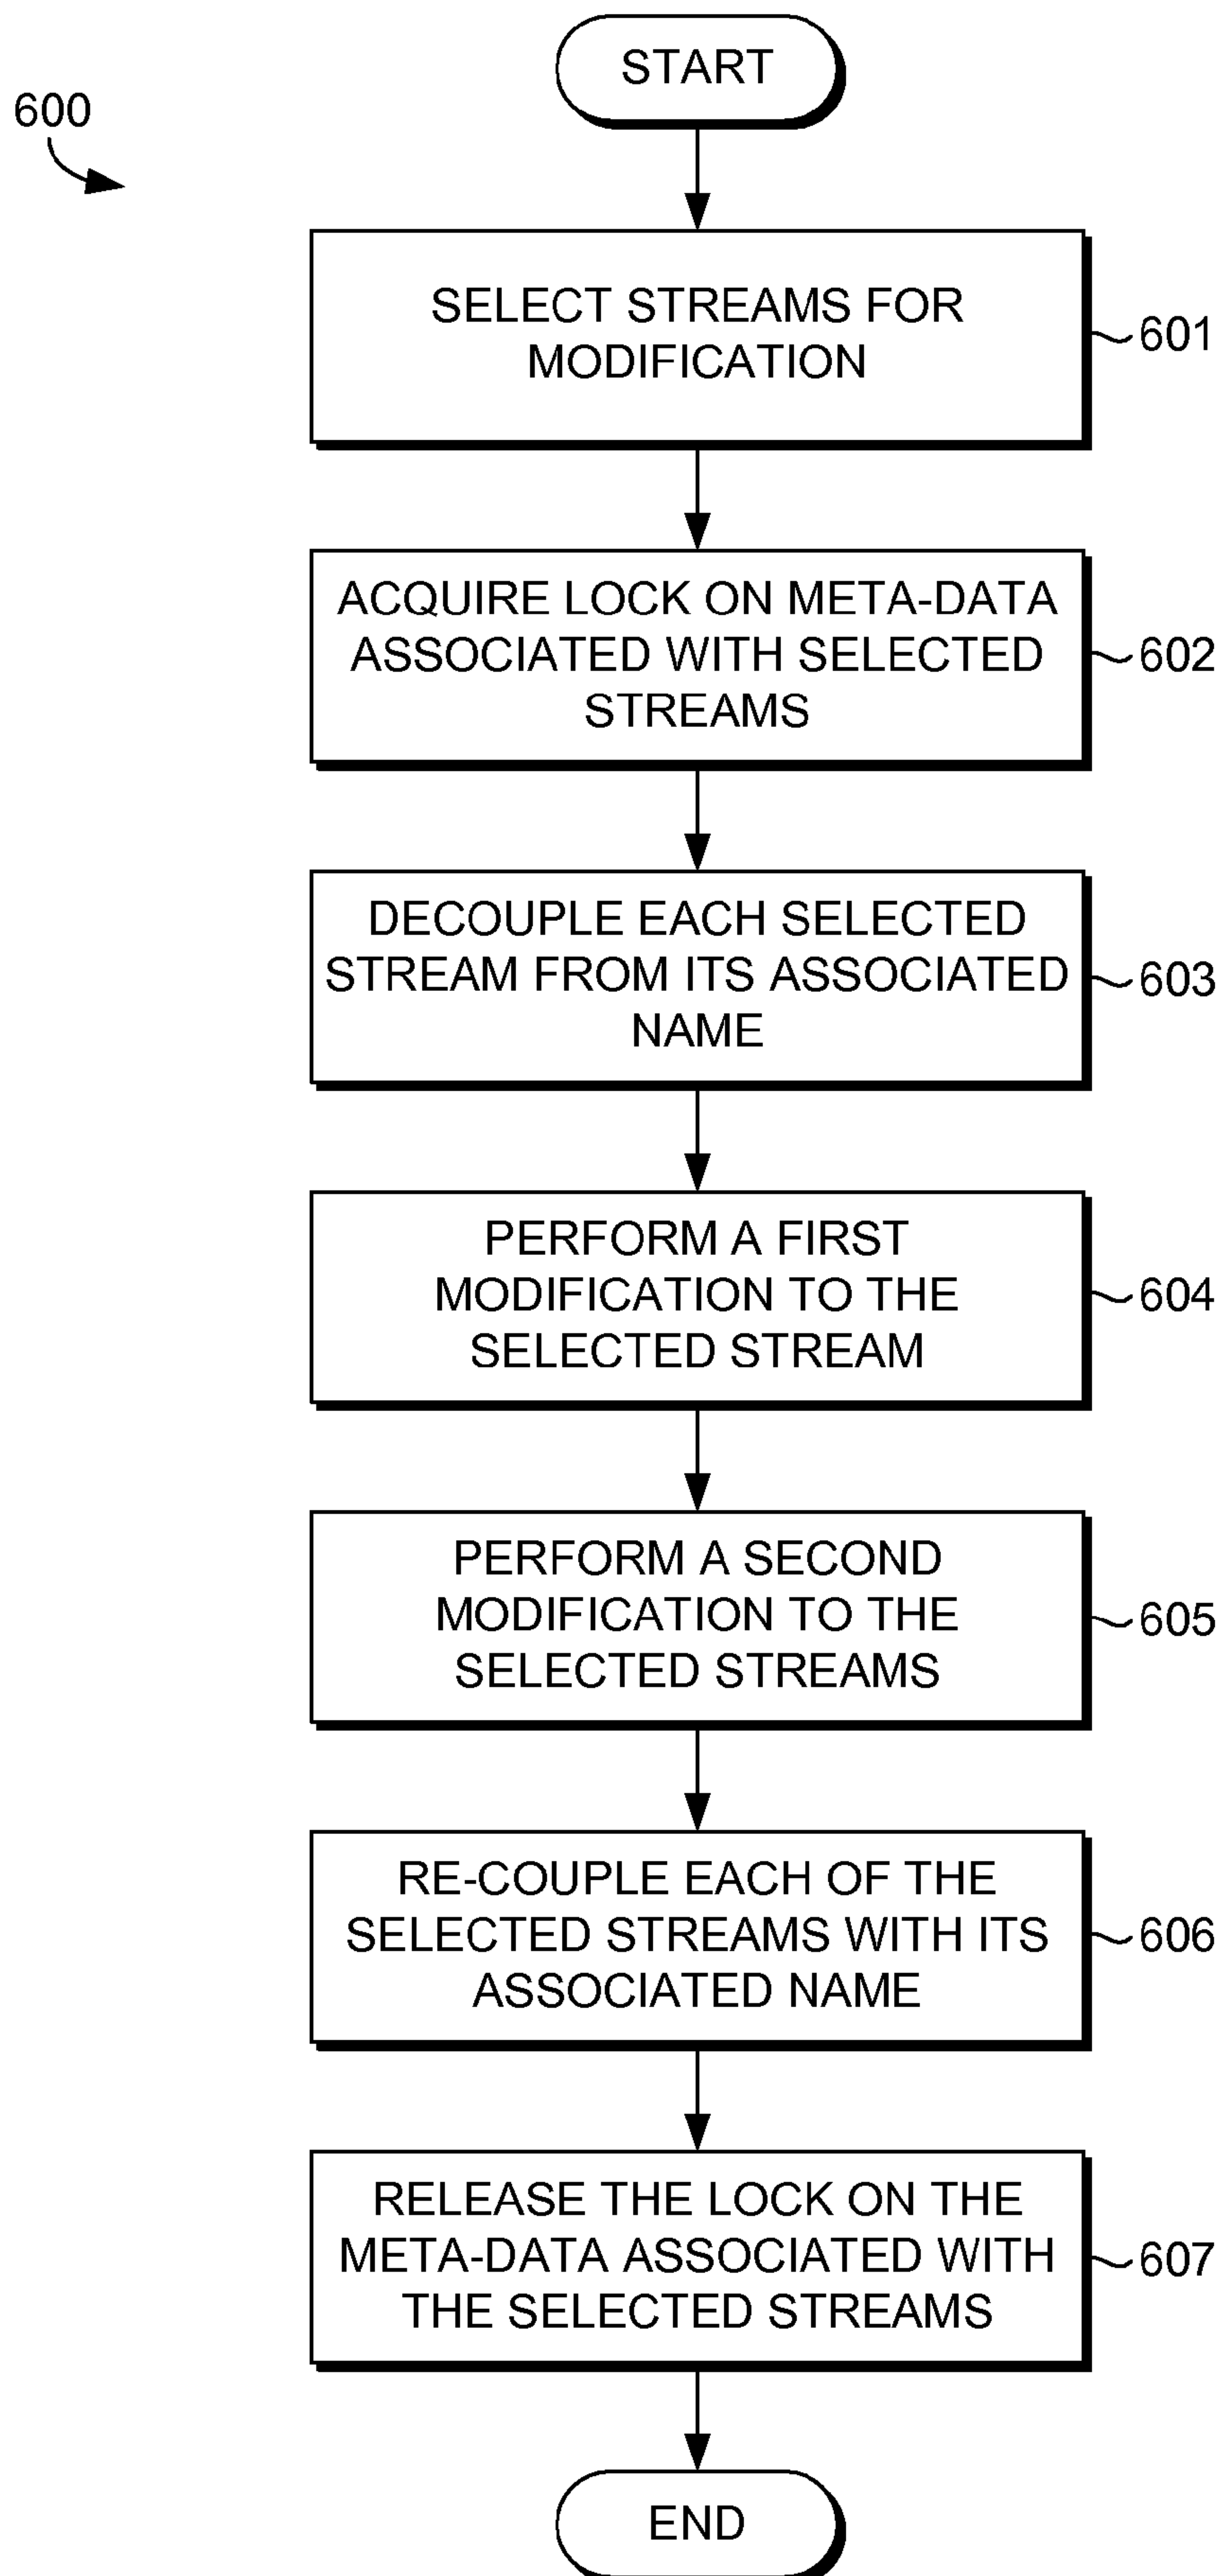 START
600
SELECT STREAMS FOR
MODIFICATION
601
ACQUIRE LOCK ON META-DATA
ASSOCIATED WITH SELECTED
STREAMS
602
DECOUPLE EACH SELECTED
STREAM FROM ITS ASSOCIATED
NAME
603
PERFORM A FIRST
MODIFICATION TO THE
SELECTED STREAM
604
PERFORM A SECOND
MODIFICATION TO THE
SELECTED STREAMS
605
RE-COUPLE EACH OF THE
SELECTED STREAMS WITH ITS
ASSOCIATED NAME
606
RELEASE THE LOCK ON THE
META-DATA ASSOCIATED WITH
THE SELECTED STREAMS
607
END